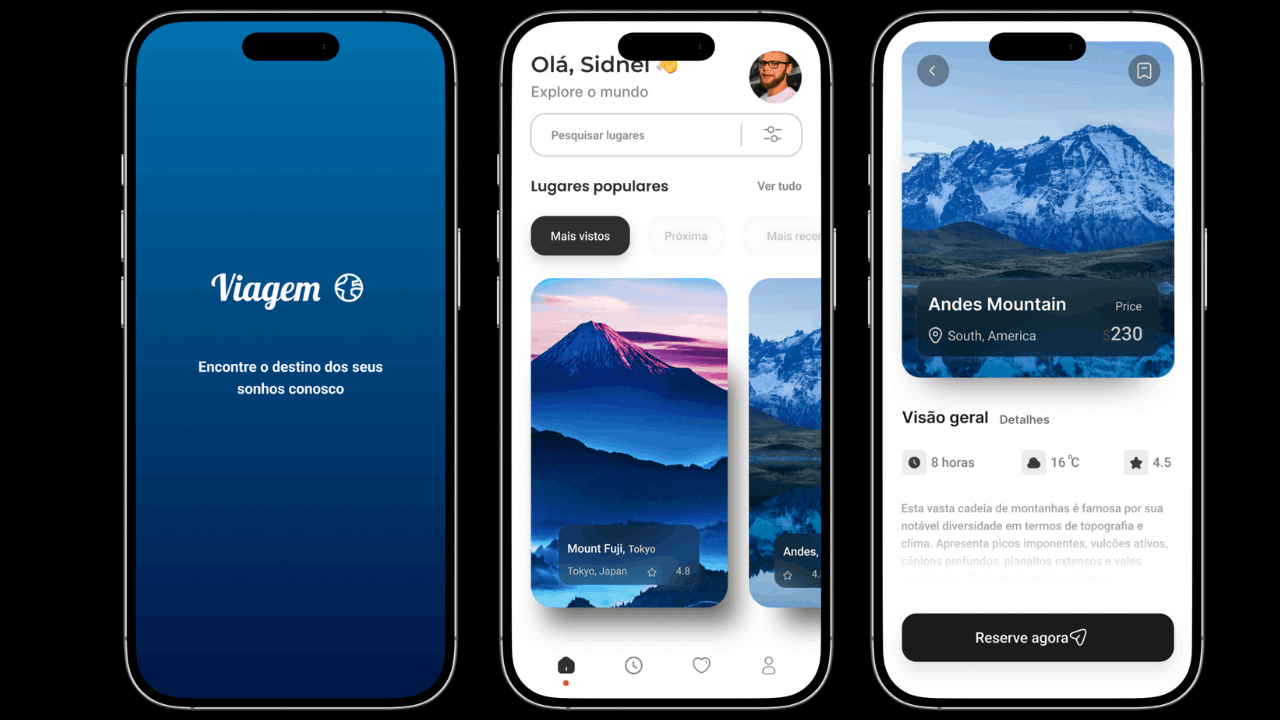 Viagem
Encontre o destino dos seus
sonhos conosco
Olá, Sidnei 👋
Explore o mundo
Pesquisar lugares
Lugares populares
Ver tudo
Mais vistos
Próxima
Mais recen
Mount Fuji, Tokyo
Tokyo, Japan
4.8
Andes,
4.
Andes Mountain
Price
South, America
$230
Visão geral
Detalhes
8 horas
16 °C
4.5
Esta vasta cadeia de montanhas é famosa por sua
notável diversidade em termos de topografia e
clima. Apresenta picos imponentes, vulcões ativos,
cânions profundos, planaltos extensos e vales
Reserve agora